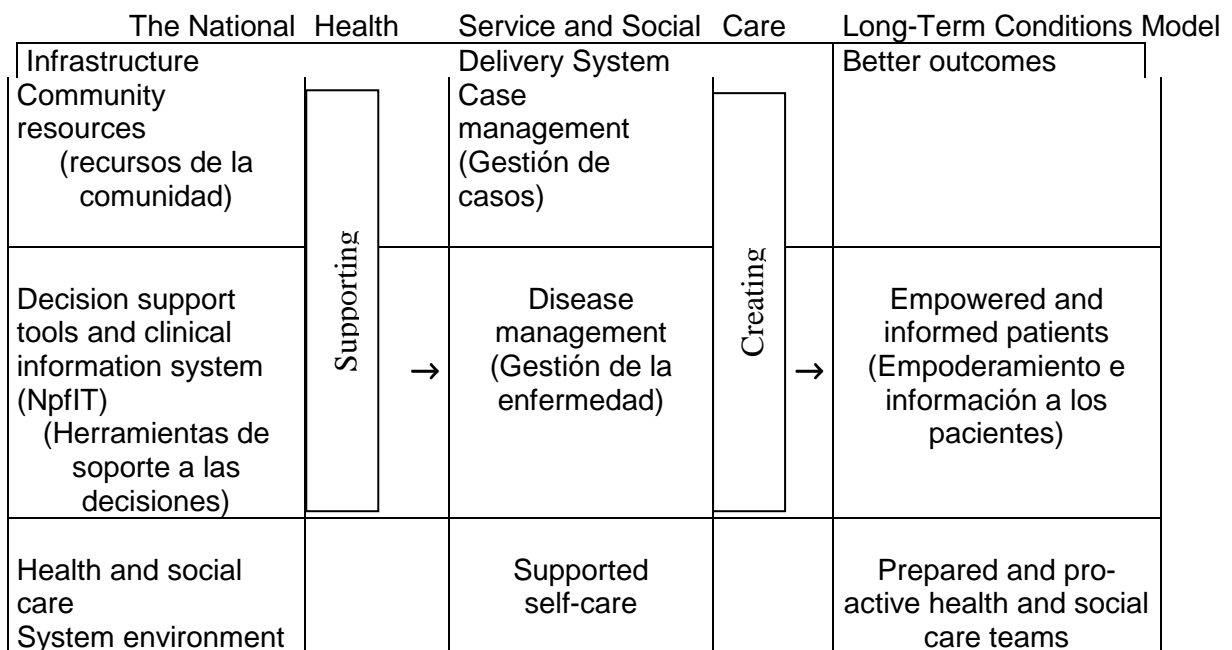 The National Health Service and Social Care Long-Term Conditions Model
Infrastructure
Delivery System
Better outcomes
Community
resources
(recursos de la
comunidad)
Supporting
Case
management
(Gestión de
casos)
Creating
Decision support
tools and clinical
information system
(NpfIT)
(Herramientas de
soporte a las
decisiones)
→
Disease
management
(Gestión de la
enfermedad)
→
Empowered and
informed patients
(Empoderamiento e
información a los
pacientes)
Health and social
care
System environment
Supported
self-care
Prepared and pro-
active health and social
care teams